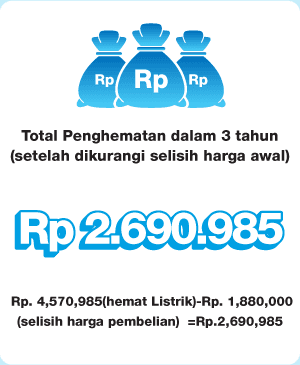 Rp Rp Rp
Total Penghematan dalam 3 tahun
(setelah dikurangi selisih harga awal)
Rp 2.690.985
Rp. 4,570,985(hemat Listrik)-Rp. 1,880,000
(selisih harga pembelian) =Rp.2,690,985